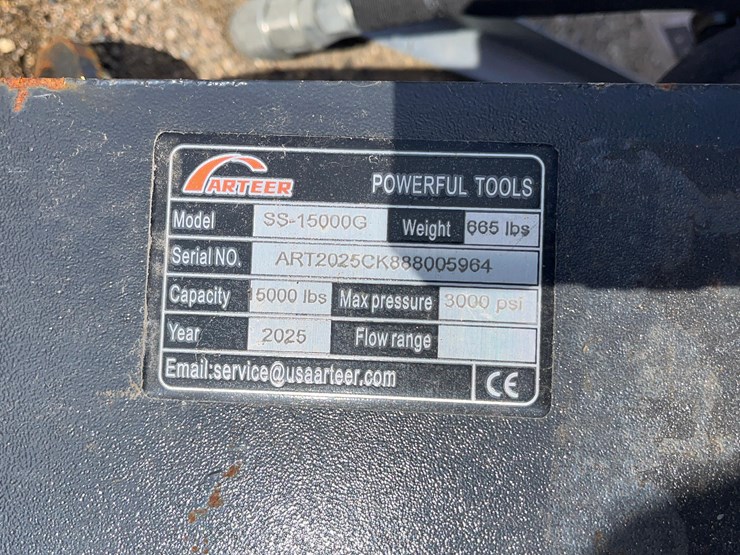 ARTEER POWERFUL TOOLS
Model SS-15000G Weight 665 lbs
Serial NO. ART2025CK888005964
Capacity 15000 lbs Max pressure 3000 psi
Year 2025 Flow range
Email:service@usaarteer.com CE